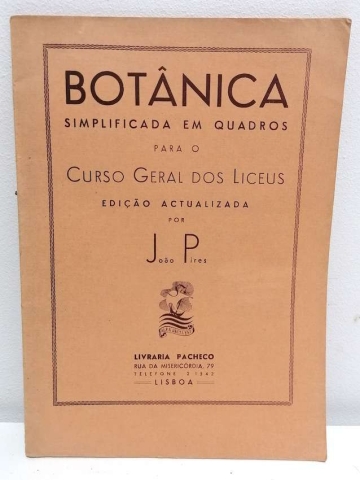 BOTÂNICA
SIMPLIFICADA EM QUADROS
PARA O
CURSO GERAL DOS LICEUS
EDIÇÃO ACTUALIZADA
POR
João Pires
LIVRARIA PACHECO
RUA DA MISERICÓRDIA, 79
TELEFONE
LISBOA